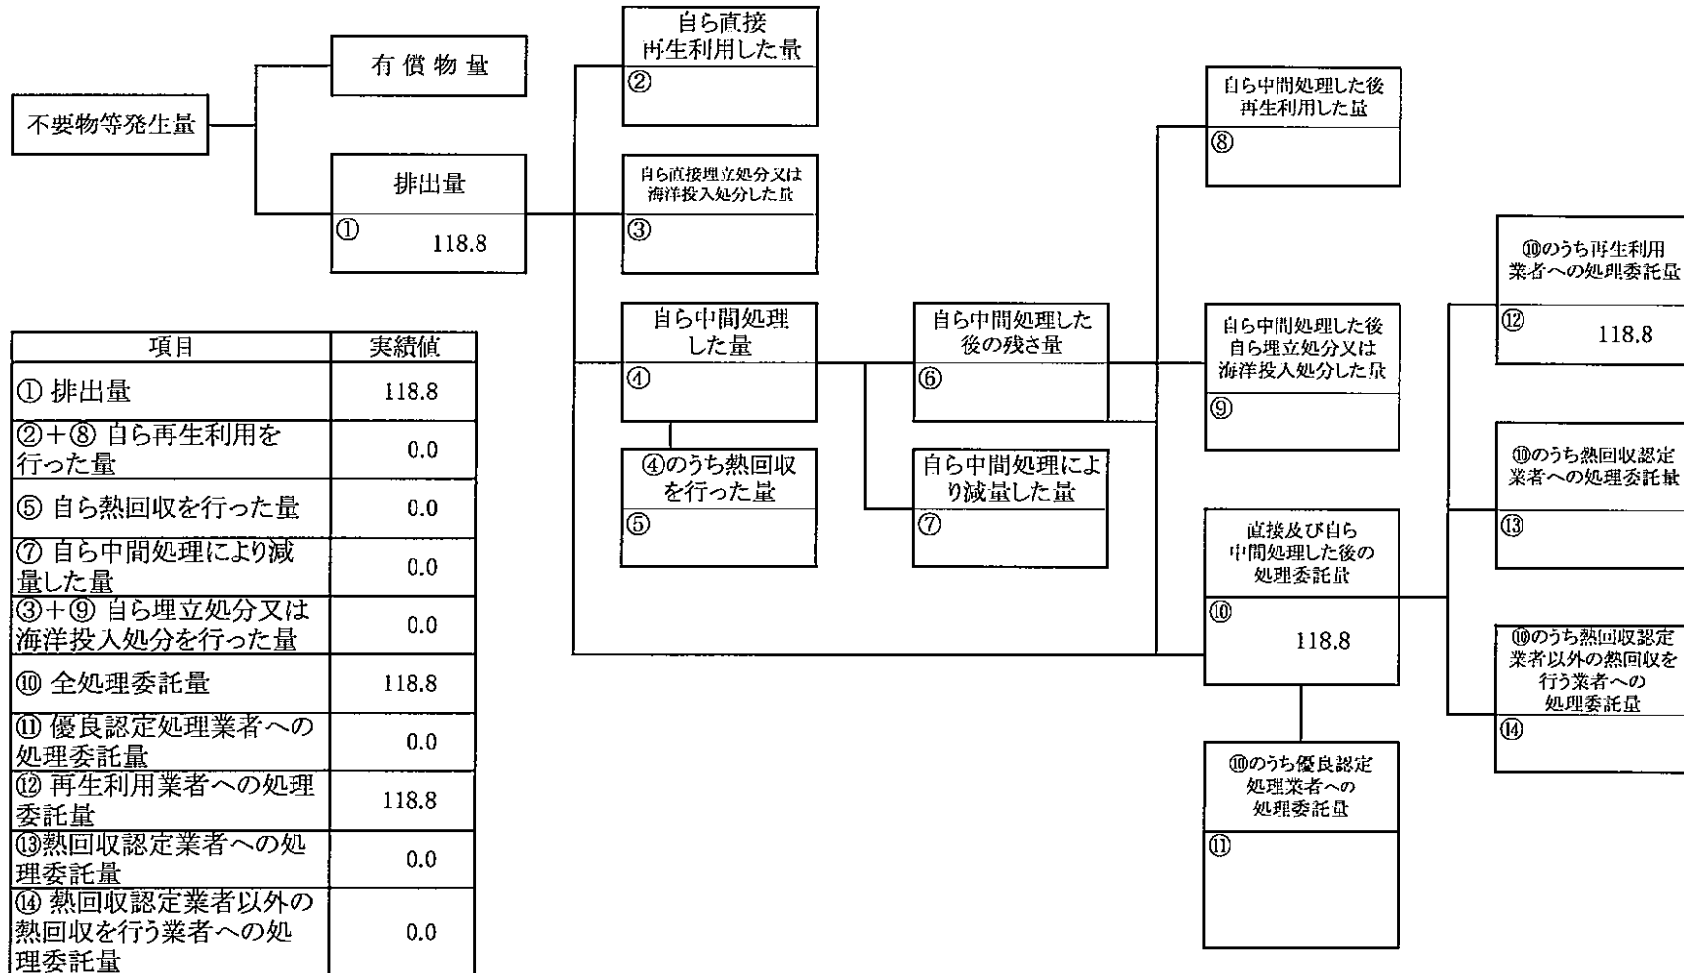 不要物等発生量
有償物量
排出量
①
118.8
自ら直接
再生利用した量
②
自ら直接埋立処分又は
海洋投入処分した量
③
自ら中間処理
した量
④
④のうち熱回収
を行った量
⑤
自ら中間処理した
後の残さ量
⑥
自ら中間処理によ
り減量した量
⑦
自ら中間処理した後
再生利用した量
⑧
自ら中間処理した後
自ら埋立処分又は
海洋投入処分した量
⑨
直接及び自ら
中間処理した後の
処理委託量
⑩
118.8
⑩のうち優良認定
処理業者への
処理委託量
⑪
⑩のうち再生利用
業者への処理委託量
⑫
118.8
⑩のうち熱回収認定
業者への処理委託量
⑬
⑩のうち熱回収認定
業者以外の熱回収を
行う業者への
処理委託量
⑭
項目 実績値
① 排出量 118.8
②+⑧ 自ら再生利用を
行った量 0.0
⑤ 自ら熱回収を行った量 0.0
⑦ 自ら中間処理により減
量した量 0.0
③+⑨ 自ら埋立処分又は
海洋投入処分を行った量 0.0
⑩ 全処理委託量 118.8
⑪ 優良認定処理業者への
処理委託量 0.0
⑫ 再生利用業者への処理
委託量 118.8
⑬熱回収認定業者への処
理委託量 0.0
⑭ 熱回収認定業者以外の
熱回収を行う業者への処
理委託量 0.0